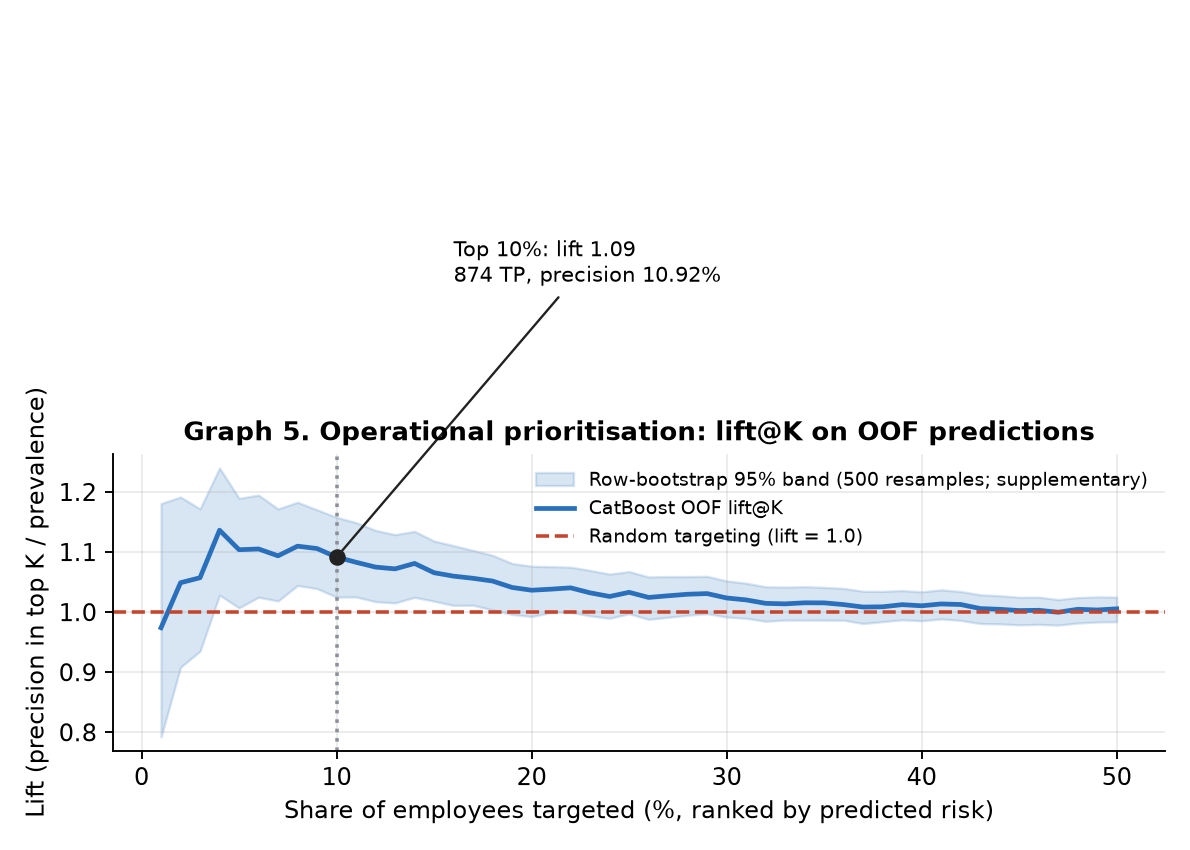 Top 10%: lift 1.09
874 TP, precision 10.92%
Graph 5. Operational prioritisation: lift@K on OOF predictions
Lift (precision in top K / prevalence)
1.2
1.1
1.0
0.9
0.8
Row-bootstrap 95% band (500 resamples; supplementary)
CatBoost OOF lift@K
Random targeting (lift = 1.0)
0 10 20 30 40 50
Share of employees targeted (%, ranked by predicted risk)